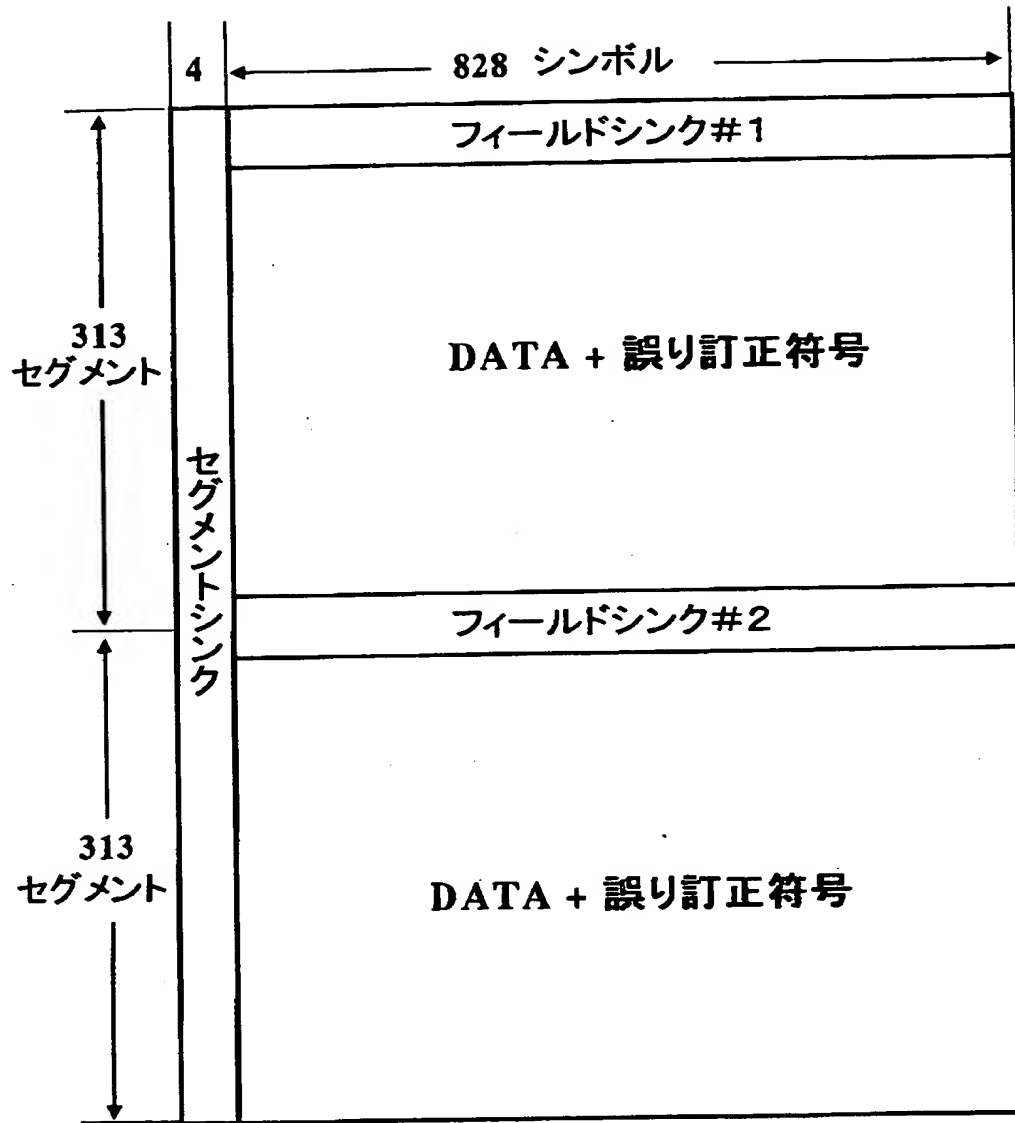 4
828 シンボル
フィールドシンク#1
313
セグメント
DATA + 誤り訂正符号
セグメントシンク
フィールドシンク#2
313
セグメント
DATA + 誤り訂正符号